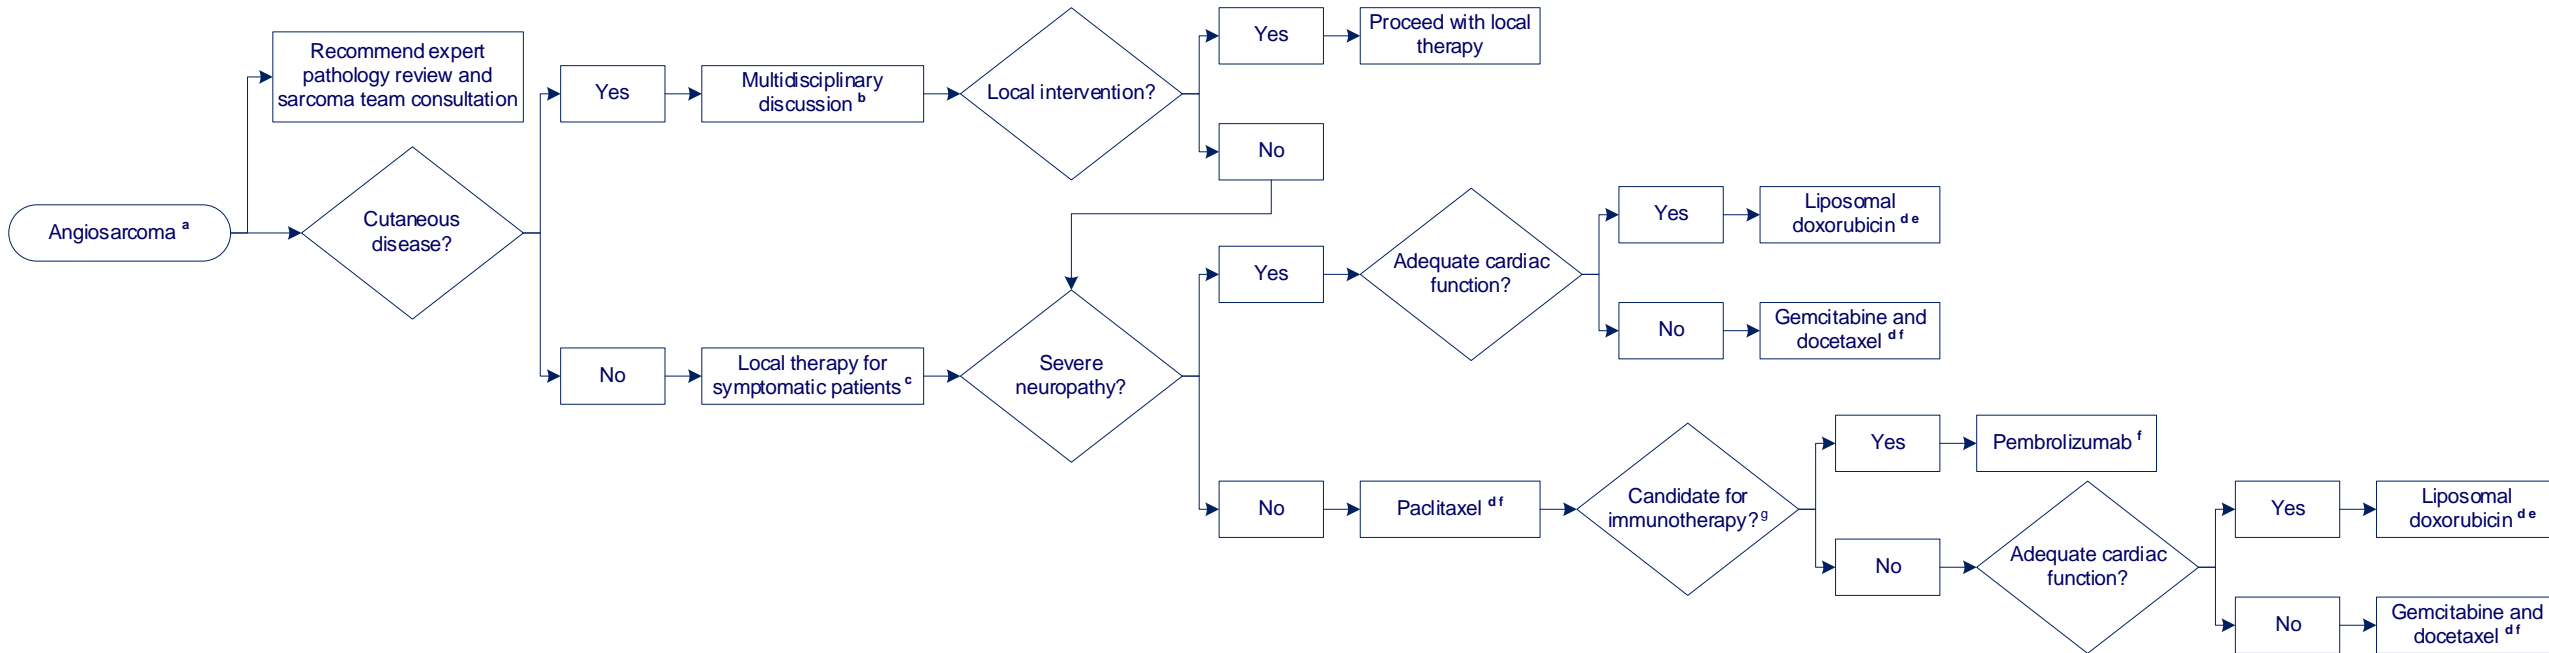 Angiosarcoma a
Recommend expert
pathology review and
sarcoma team consultation
Cutaneous
disease?
Yes
Multidisciplinary
discussion b
Local intervention?
Yes
Proceed with local
therapy
No
No
Local therapy for
symptomatic patients c
Severe
neuropathy?
Yes
Adequate cardiac
function?
Yes
Liposomal
doxorubicin d e
No
Gemcitabine and
docetaxel d f
No
Paclitaxel d f
Candidate for
immunotherapy? g
Yes
Pembrolizumab f
No
Adequate cardiac
function?
Yes
Liposomal
doxorubicin d e
No
Gemcitabine and
docetaxel d f